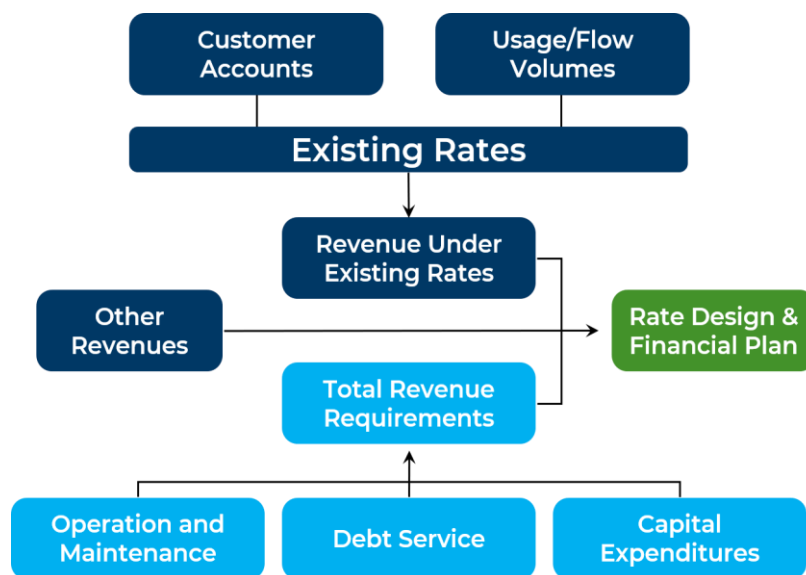 Customer
Accounts
Usage/Flow
Volumes
Existing Rates
Revenue Under
Existing Rates
Other
Revenues
Rate Design &
Financial Plan
Total Revenue
Requirements
Operation and
Maintenance
Debt Service
Capital
Expenditures